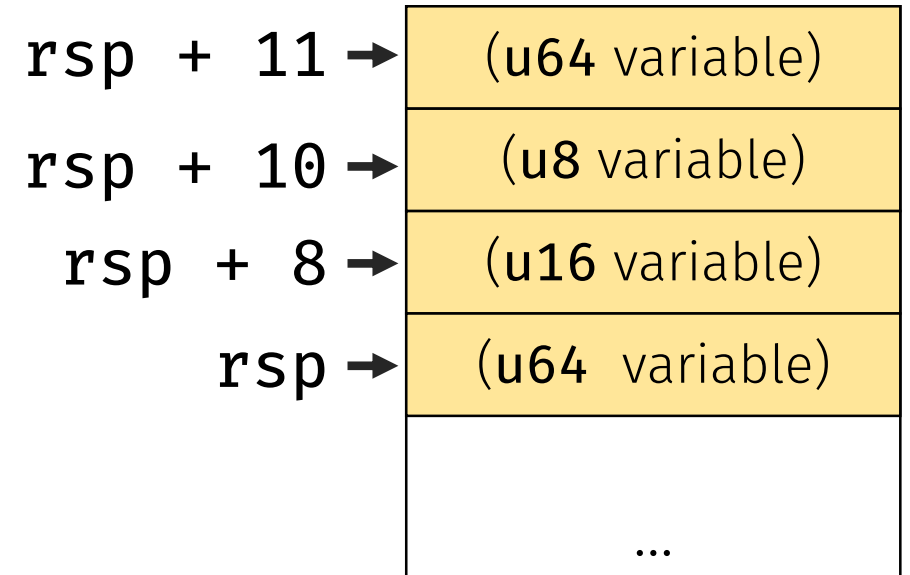 rsp + 11 → (u64 variable)
rsp + 10 → (u8 variable)
rsp + 8 → (u16 variable)
rsp → (u64 variable)
...